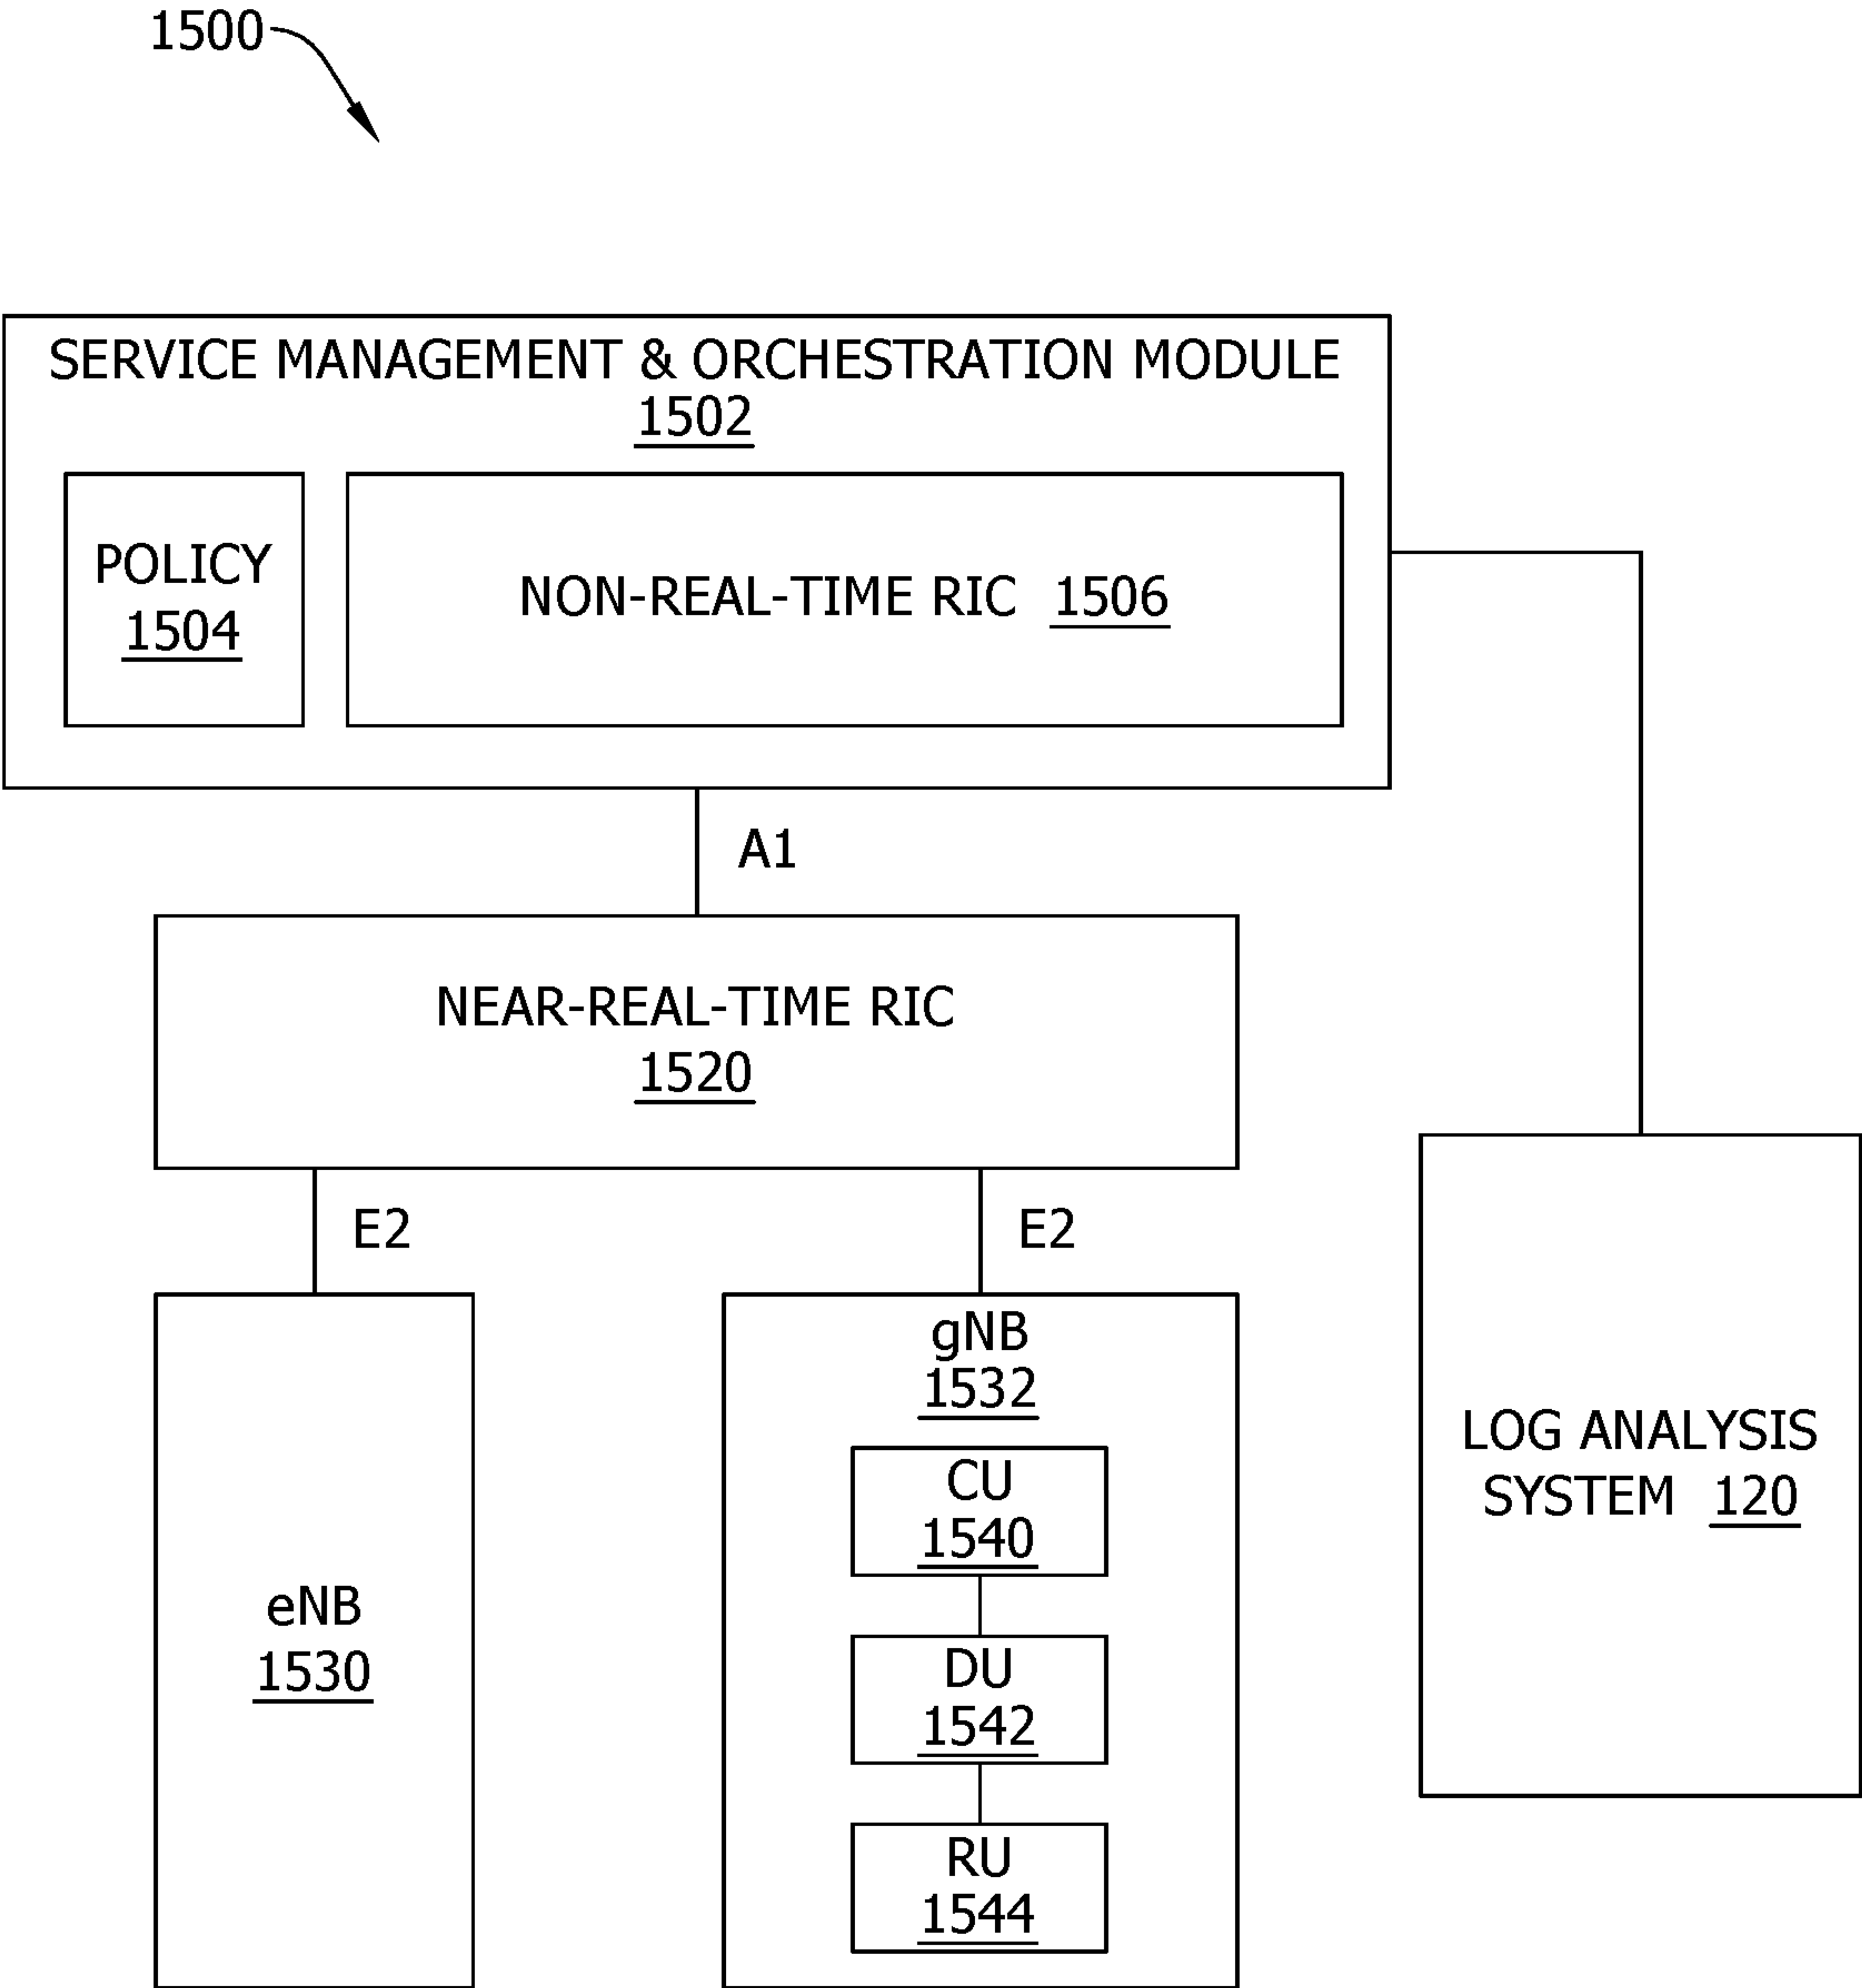 1500
SERVICE MANAGEMENT & ORCHESTRATION MODULE
1502
POLICY
1504
NON-REAL-TIME RIC 1506
A1
NEAR-REAL-TIME RIC
1520
E2
E2
eNB
1530
gNB
1532
CU
1540
DU
1542
RU
1544
LOG ANALYSIS
SYSTEM 120